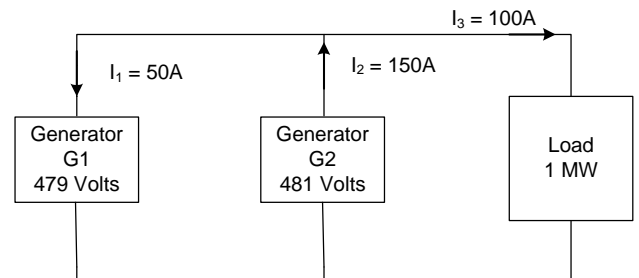 I₃ = 100A
I₁ = 50A
I₂ = 150A
Generator
G1
479 Volts
Generator
G2
481 Volts
Load
1 MW